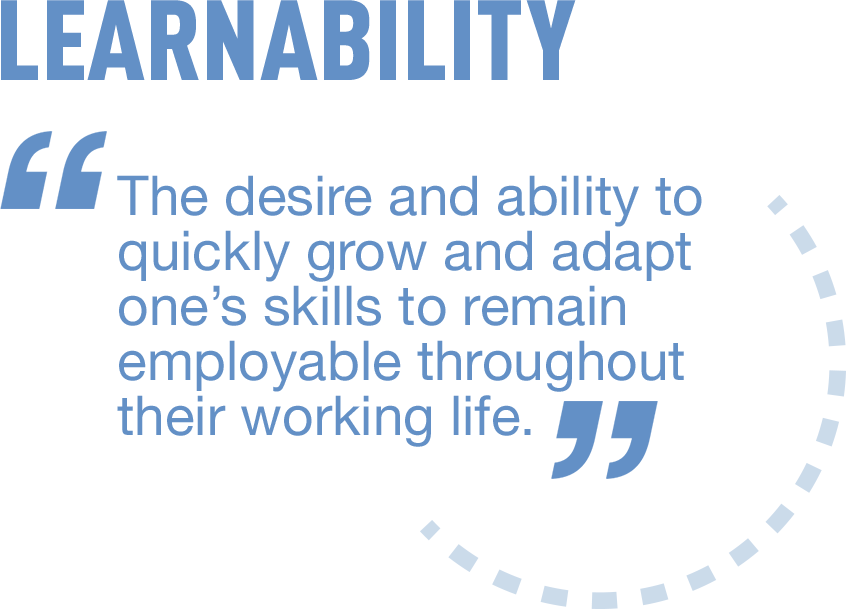 LEARNABILITY
“The desire and ability to
quickly grow and adapt
one’s skills to remain
employable throughout
their working life.”